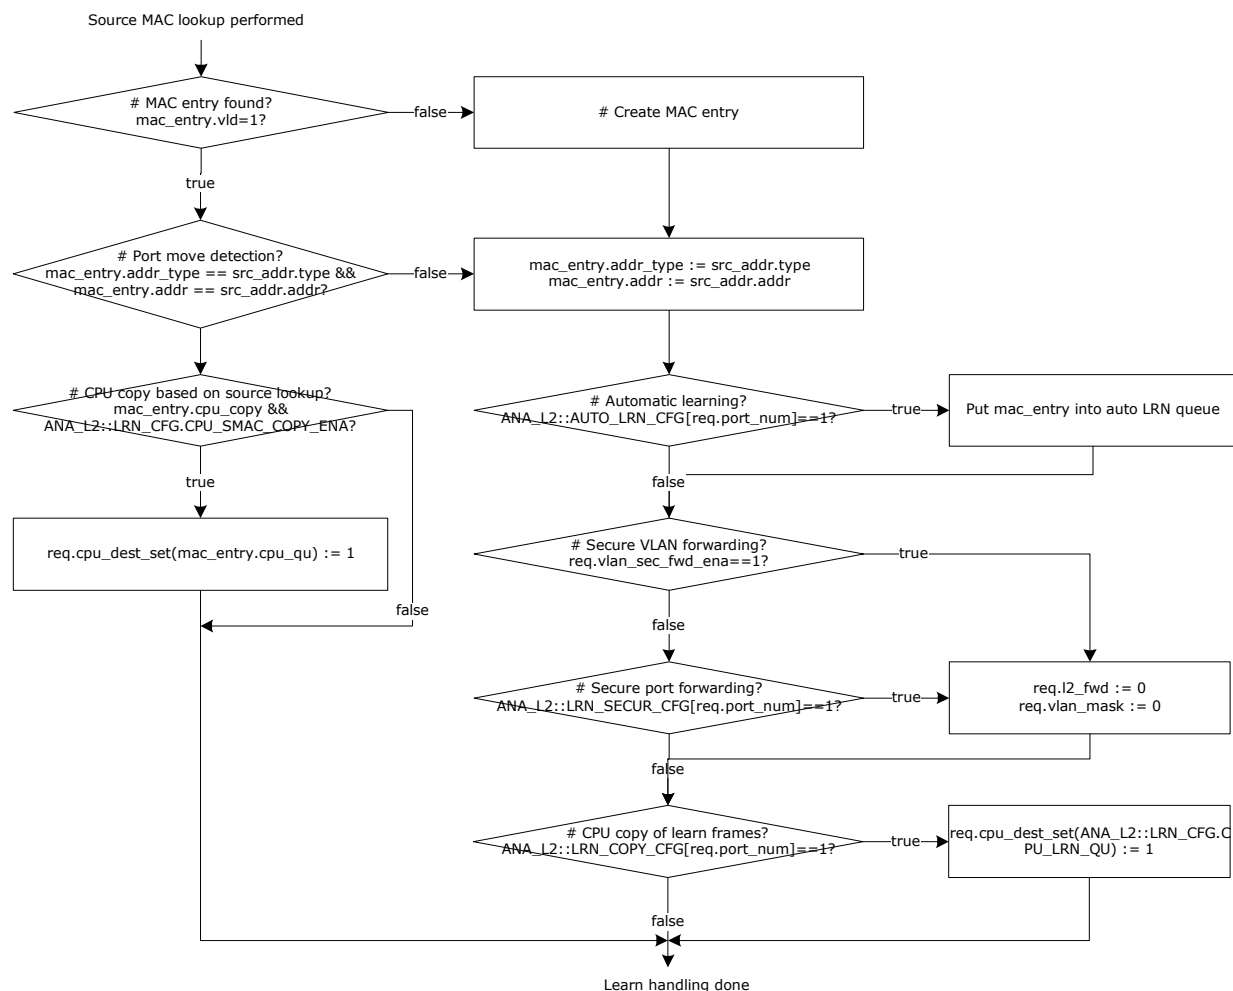 Source MAC lookup performed
# MAC entry found?
mac_entry.vld=1?
false
# Create MAC entry
true
# Port move detection?
mac_entry.addr_type == src_addr.type &&
mac_entry.addr == src_addr.addr?
false
mac_entry.addr_type := src_addr.type
mac_entry.addr := src_addr.addr
# CPU copy based on source lookup?
mac_entry.cpu_copy &&
ANA_L2::LRN_CFG.CPU_SMAC_COPY_ENA?
# Automatic learning?
ANA_L2::AUTO_LRN_CFG[req.port_num]==1?
true
Put mac_entry into auto LRN queue
true
false
req.cpu_dest_set(mac_entry.cpu_qu) := 1
# Secure VLAN forwarding?
req.vlan_sec_fwd_ena==1?
true
false
false
# Secure port forwarding?
ANA_L2::LRN_SECUR_CFG[req.port_num]==1?
true
req.l2_fwd := 0
req.vlan_mask := 0
false
# CPU copy of learn frames?
ANA_L2::LRN_COPY_CFG[req.port_num]==1?
true
req.cpu_dest_set(ANA_L2::LRN_CFG.C
PU_LRN_QU) := 1
false
Learn handling done